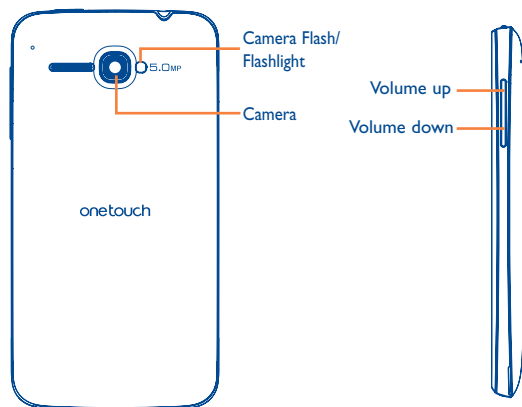 Camera Flash/
Flashlight
5.0MP
Camera
onetouch
Volume up
Volume down